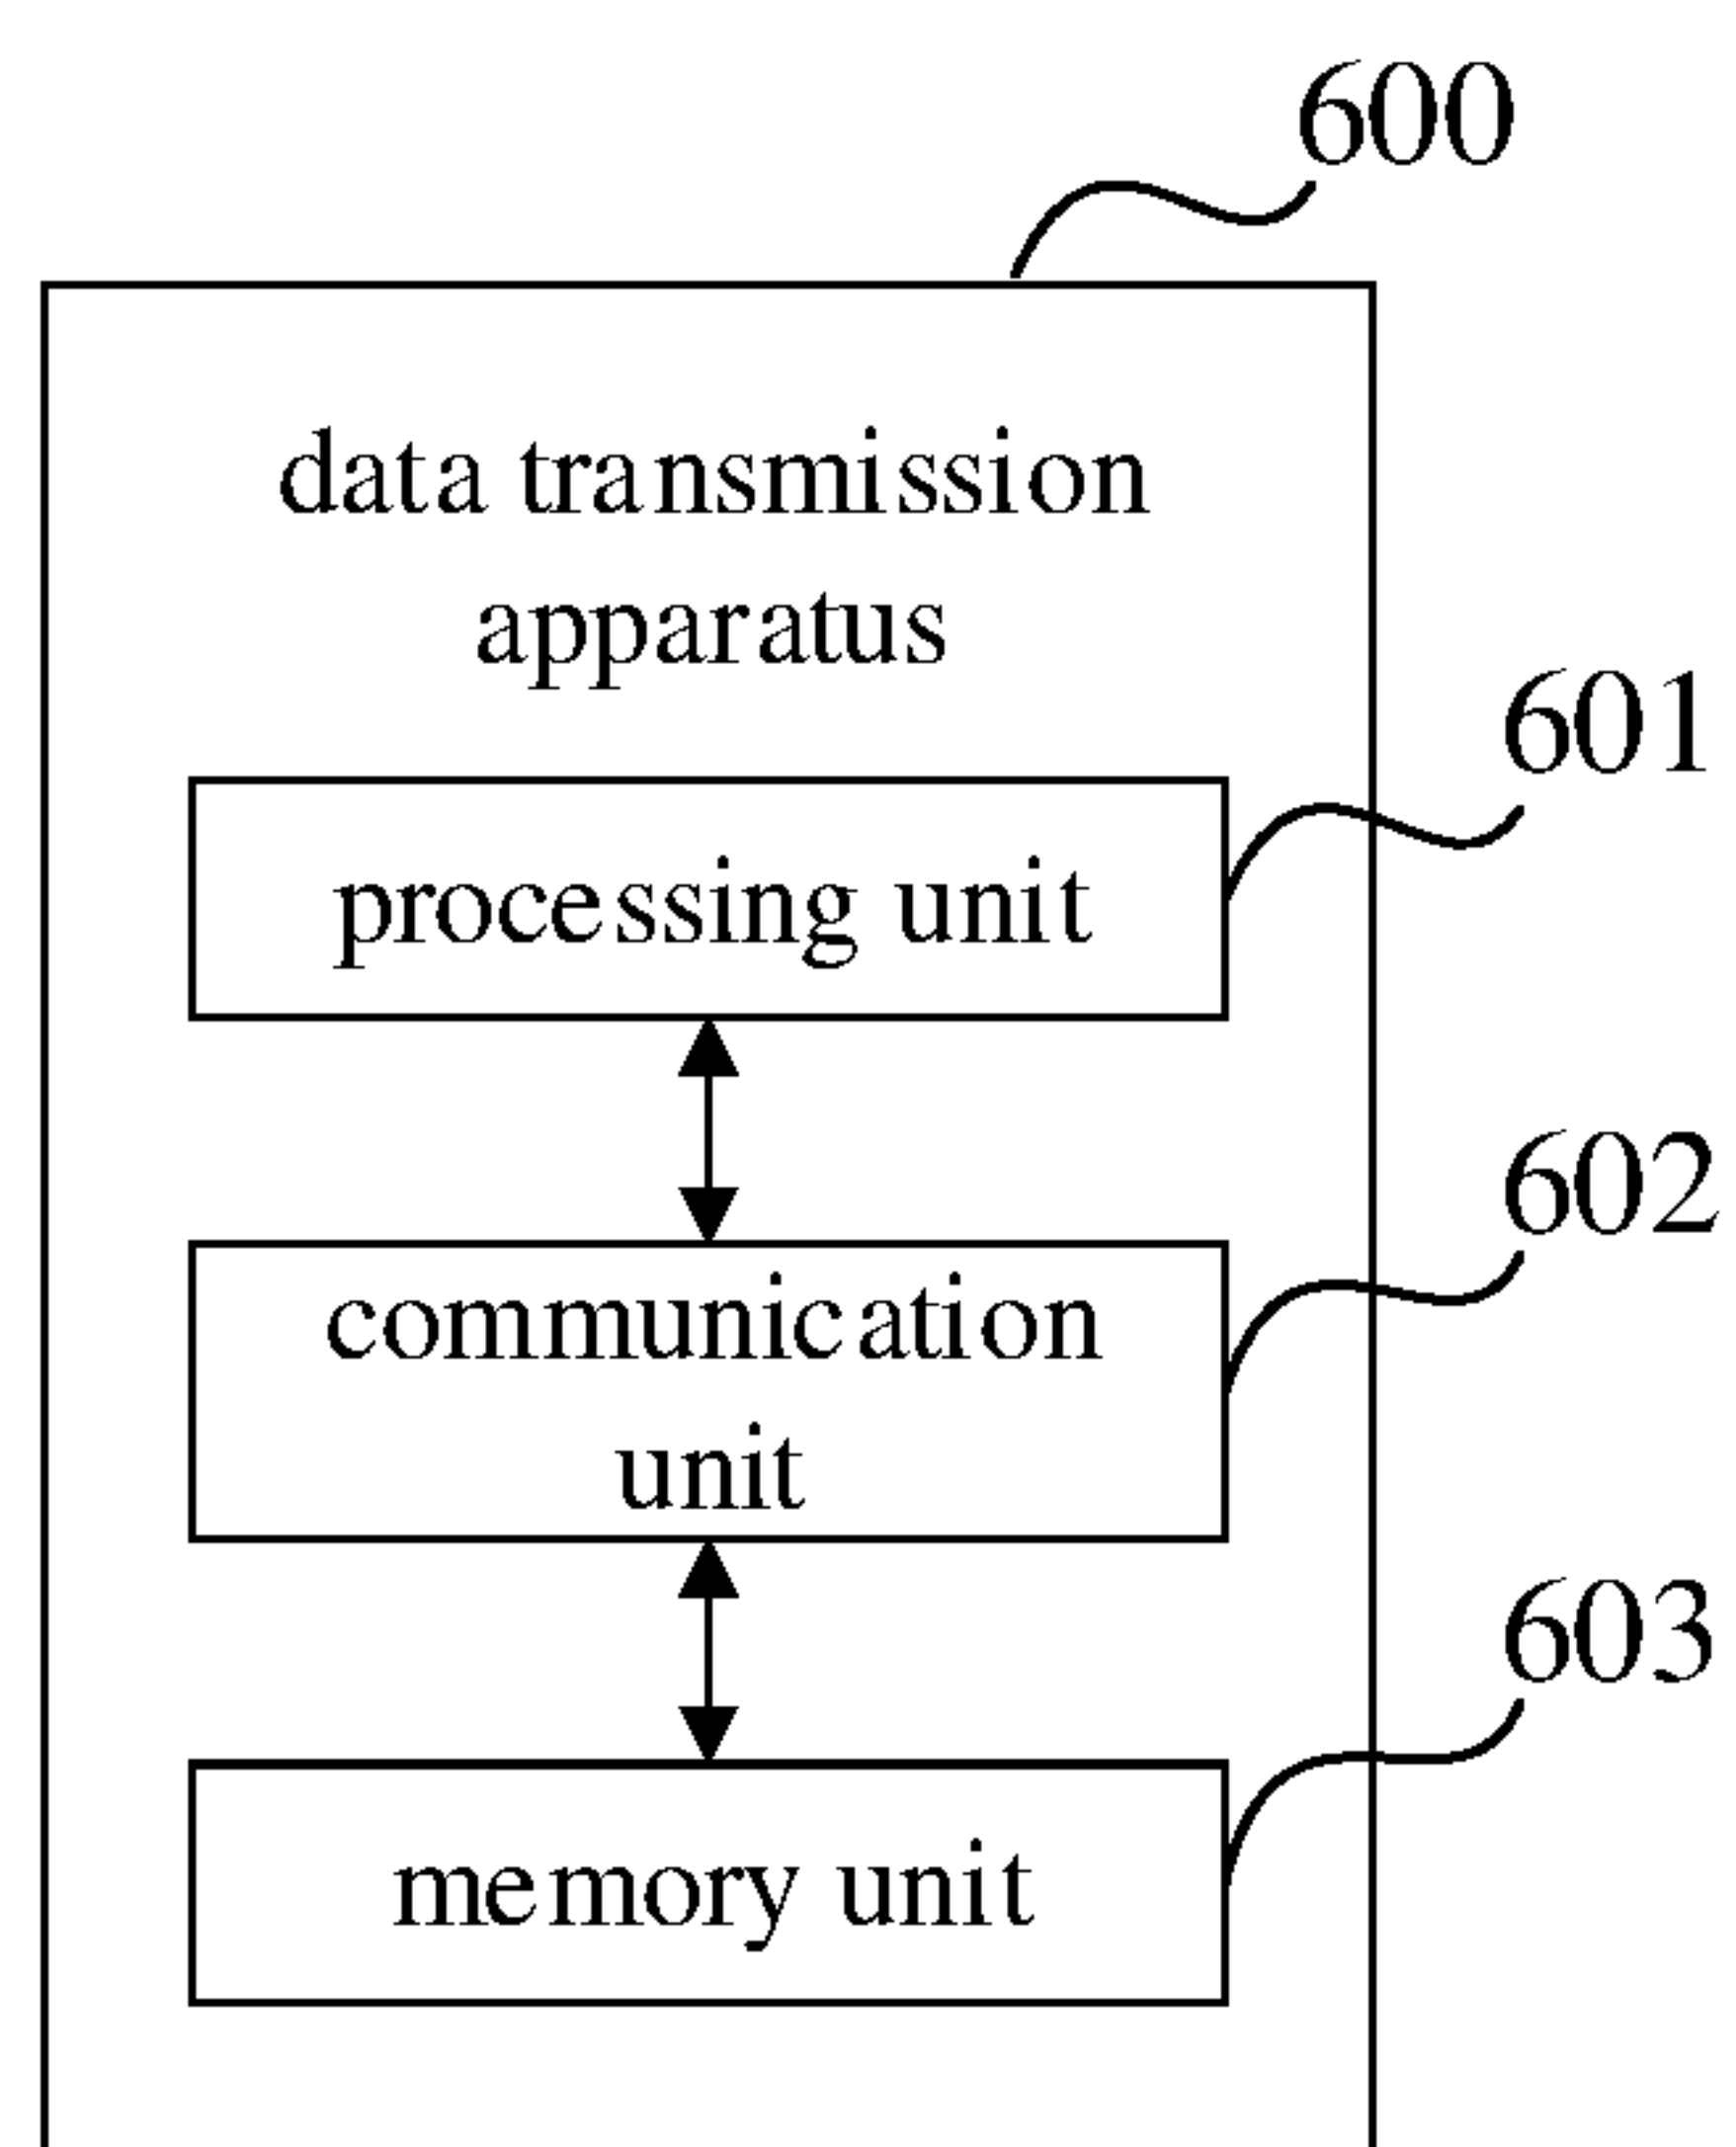 600
data transmission
apparatus
601
processing unit
602
communication
unit
603
memory unit